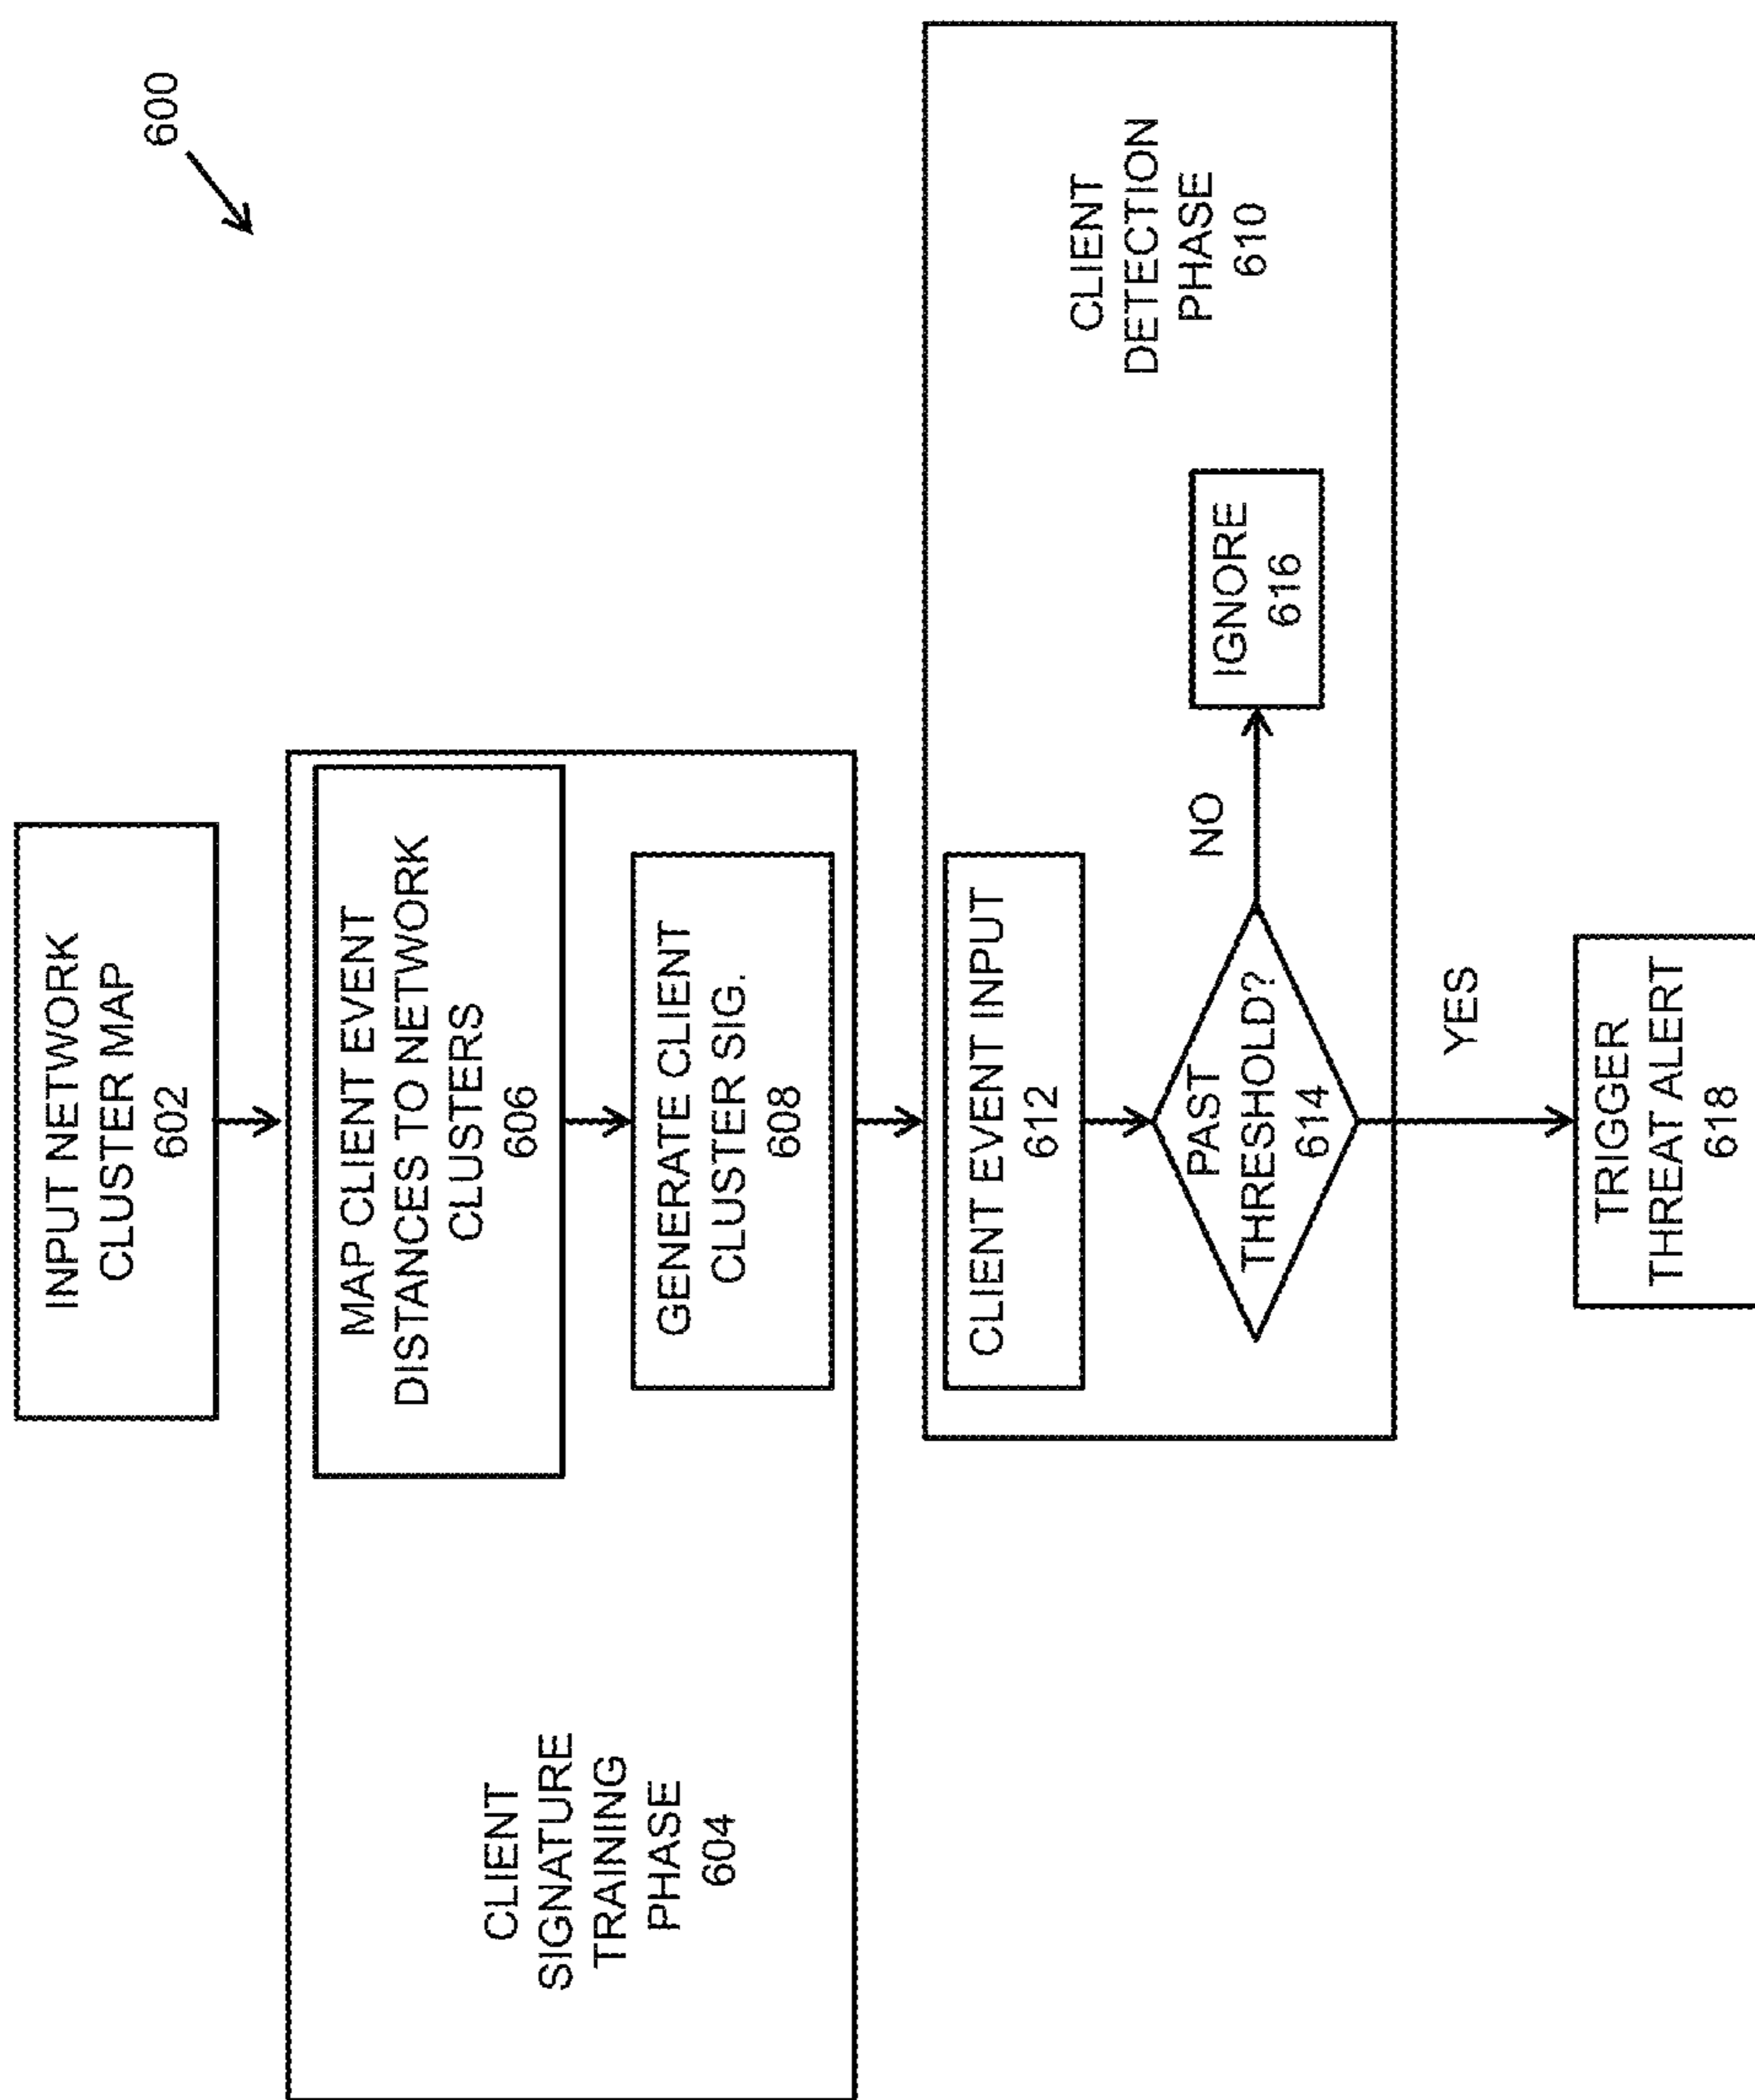 600
INPUT NETWORK
CLUSTER MAP
602
CLIENT
SIGNATURE
TRAINING
PHASE
604
MAP CLIENT EVENT
DISTANCES TO NETWORK
CLUSTERS
606
GENERATE CLIENT
CLUSTER SIG.
608
CLIENT
DETECTION
PHASE
610
CLIENT EVENT INPUT
612
PAST
THRESHOLD?
614
NO
IGNORE
616
YES
TRIGGER
THREAT ALERT
618